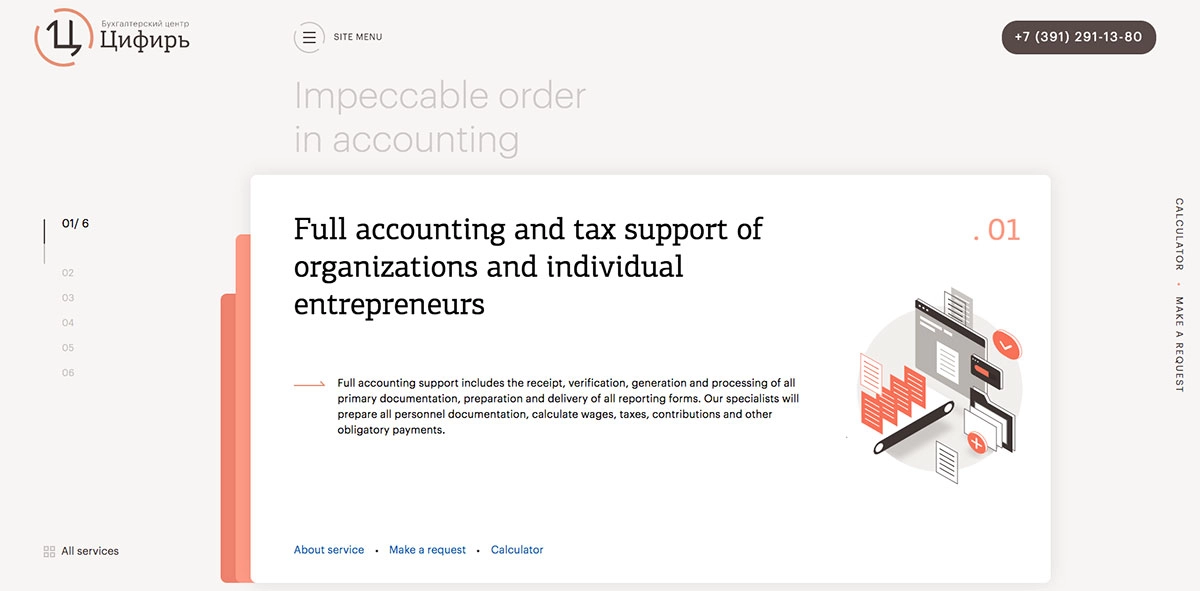 Бухгалтерский центр
Цифирь
SITE MENU
+7 (391) 291-13-80
Impeccable order
in accounting
01/ 6
02
03
04
05
06
All services
Full accounting and tax support of
organizations and individual
entrepreneurs
. 01
Full accounting support includes the receipt, verification, generation and processing of all
primary documentation, preparation and delivery of all reporting forms. Our specialists will
prepare all personnel documentation, calculate wages, taxes, contributions and other
obligatory payments.
About service • Make a request • Calculator
CALCULATOR • MAKE A REQUEST